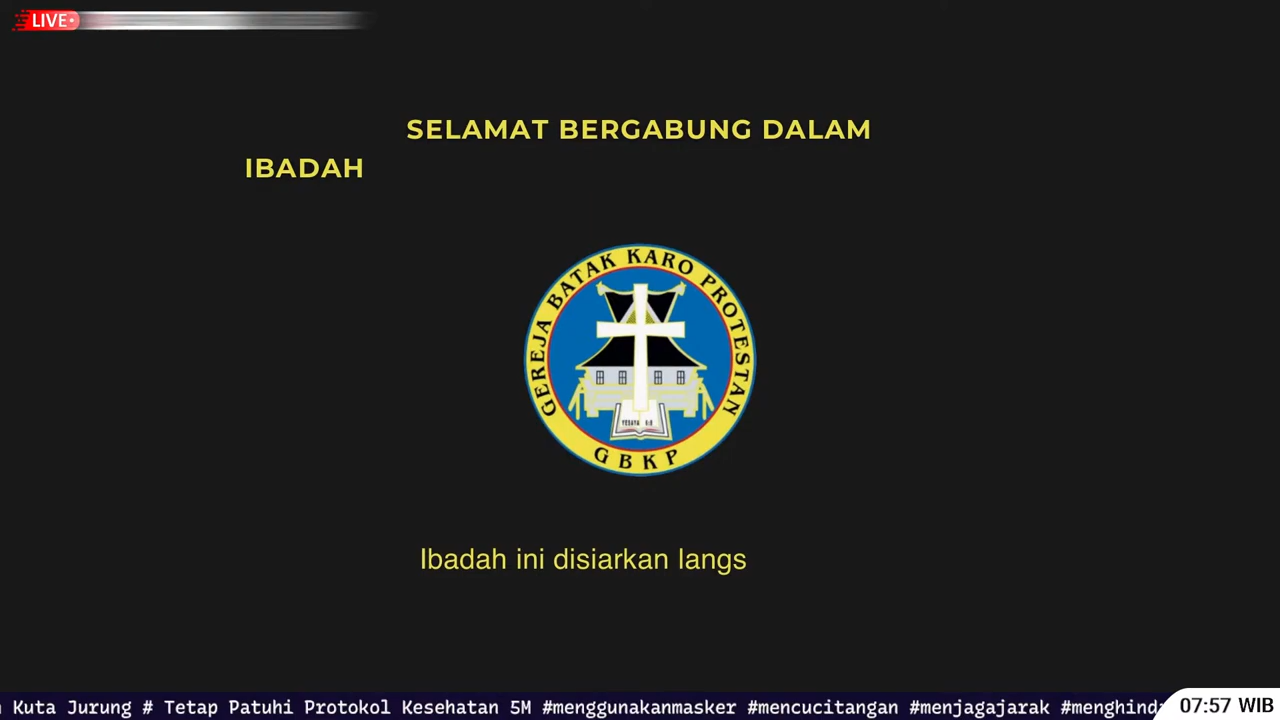 LIVE
SELAMAT BERGABUNG DALAM
IBADAH
GEREJA BATAK KARO PROTESTAN
GBKP
Ibadah ini disiarkan langs
Kuta Jurung # Tetap Patuhi Protokol Kesehatan 5M #menggunakanmasker #mencucitangan #menjagajarak #menghinda
07:57 WIB